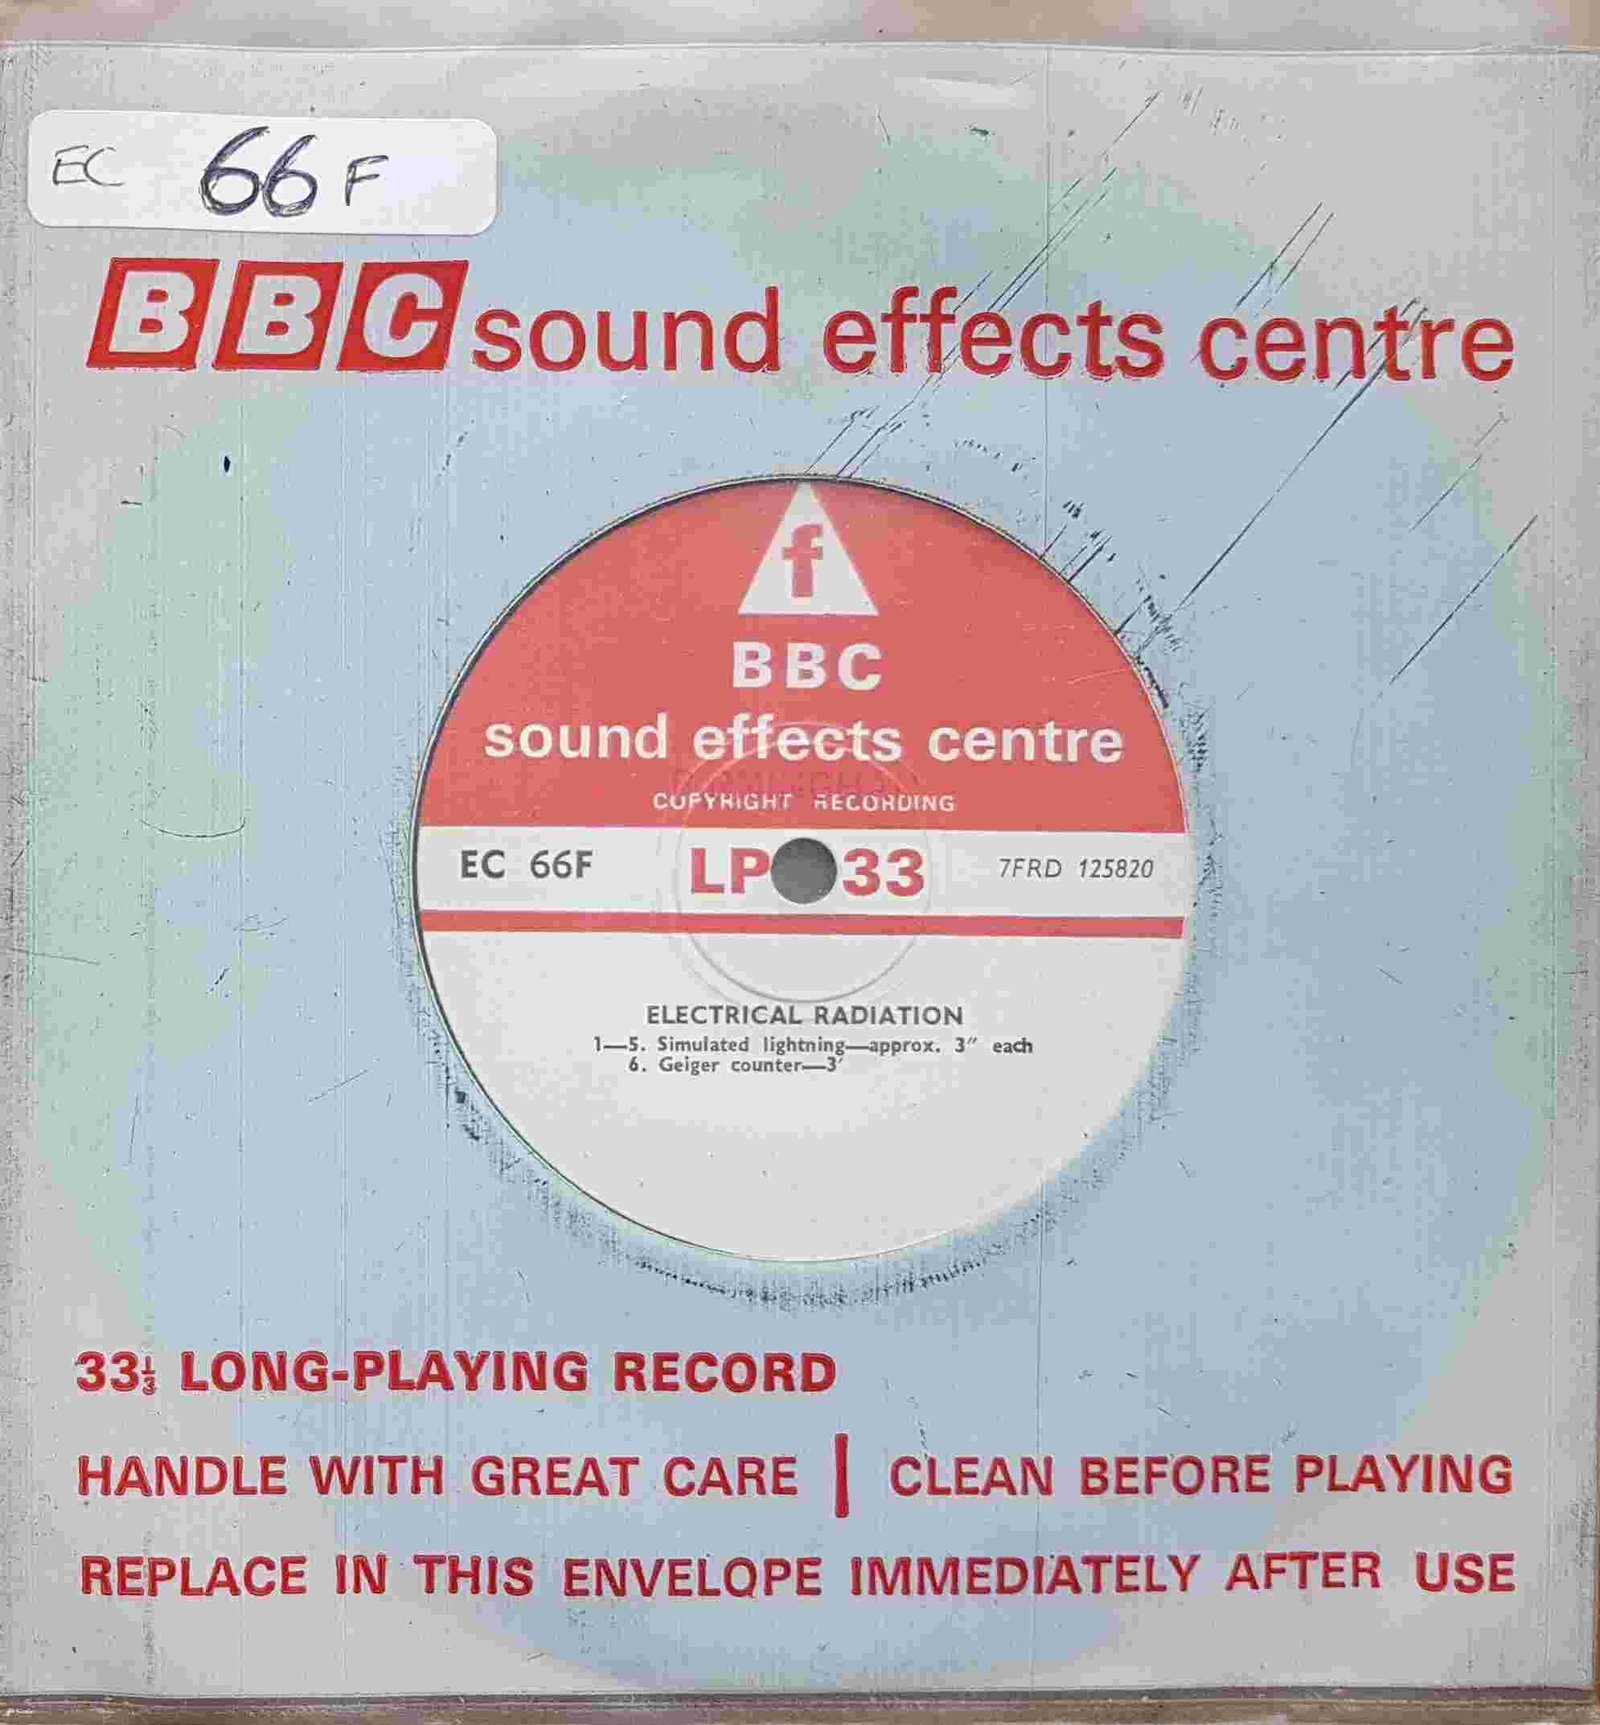 EC 66 F
BBC sound effects centre
f
BBC
sound effects centre
COPYRIGHT RECORDING
EC 66F LP 33 7FRD 125820
ELECTRICAL RADIATION
1—5. Simulated lightning—approx. 3″ each
6. Geiger counter—3′
33⅓ LONG-PLAYING RECORD
HANDLE WITH GREAT CARE | CLEAN BEFORE PLAYING
REPLACE IN THIS ENVELOPE IMMEDIATELY AFTER USE